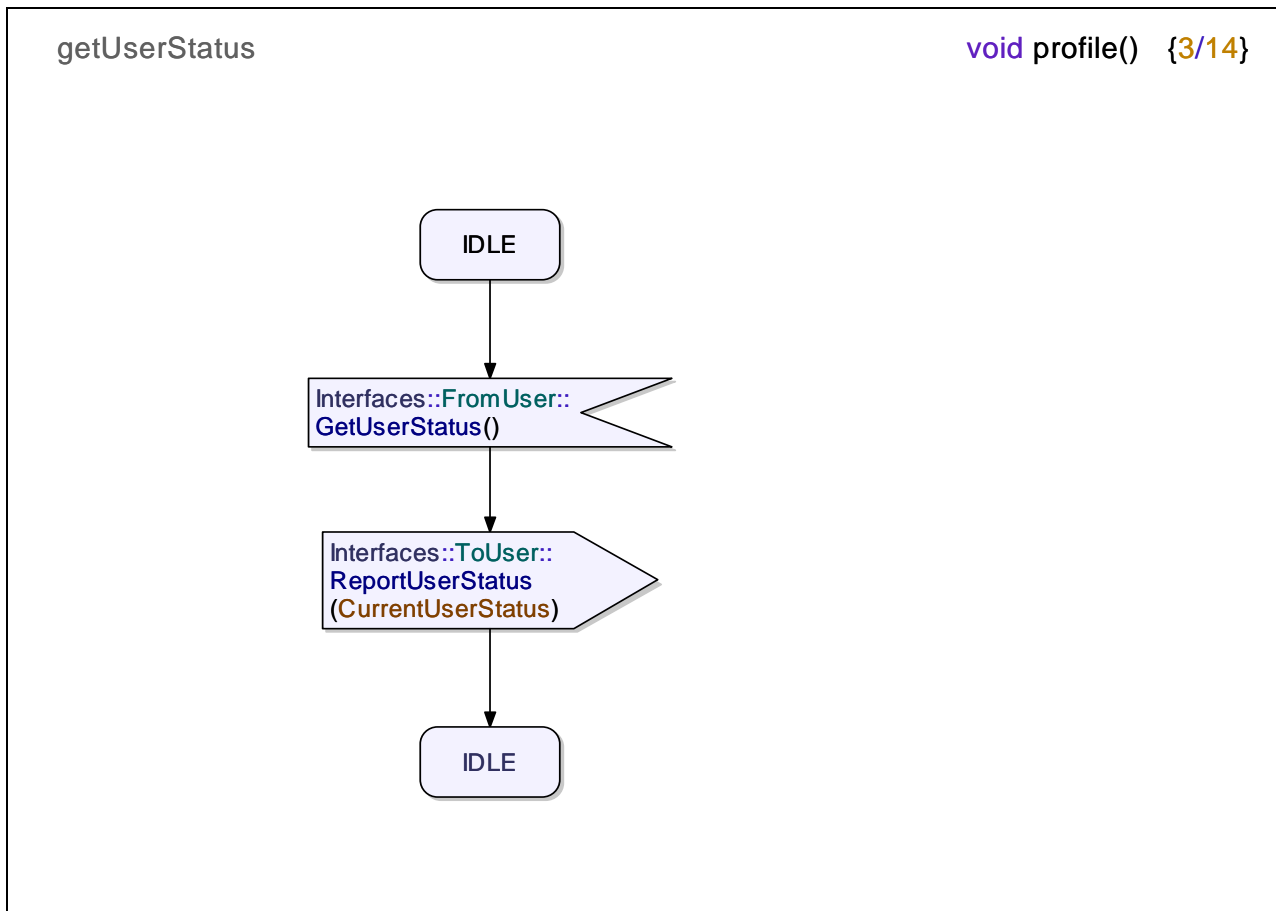 getUserStatus void profile() {3/14}
IDLE
Interfaces::FromUser::
GetUserStatus()
Interfaces::ToUser::
ReportUserStatus
(CurrentUserStatus)
IDLE